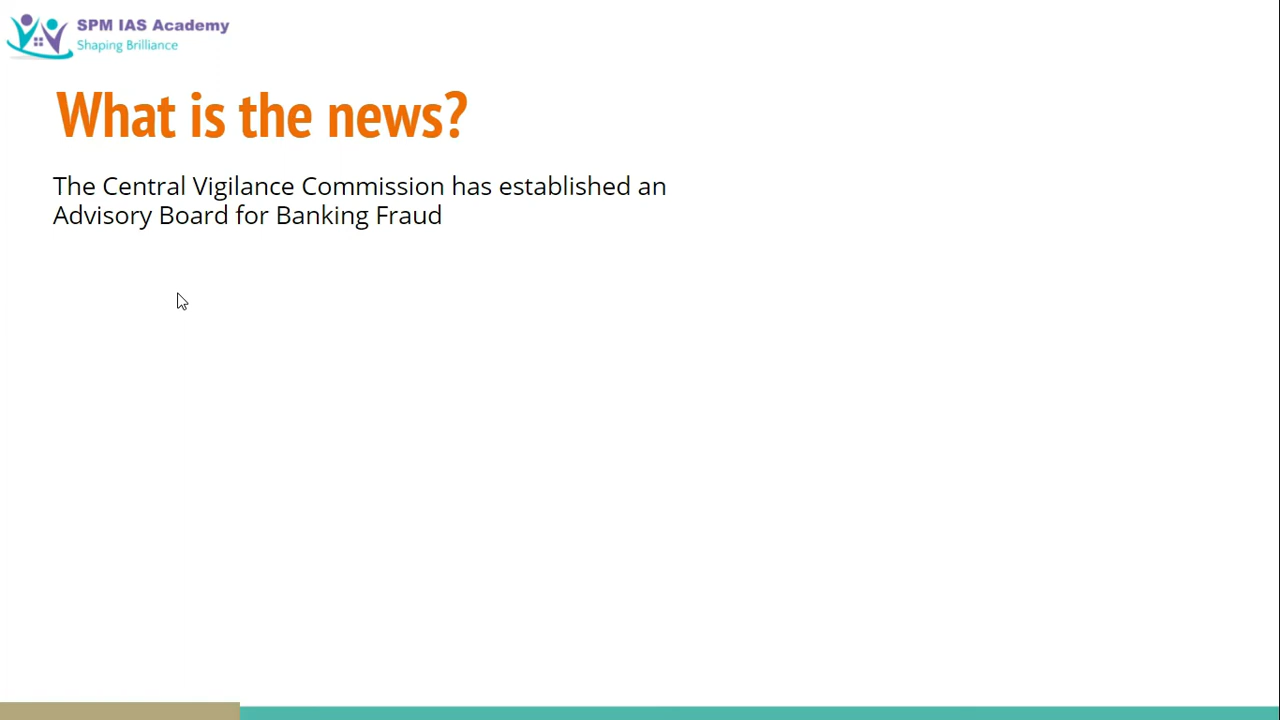 SPM IAS Academy
Shaping Brilliance
What is the news?
The Central Vigilance Commission has established an
Advisory Board for Banking Fraud